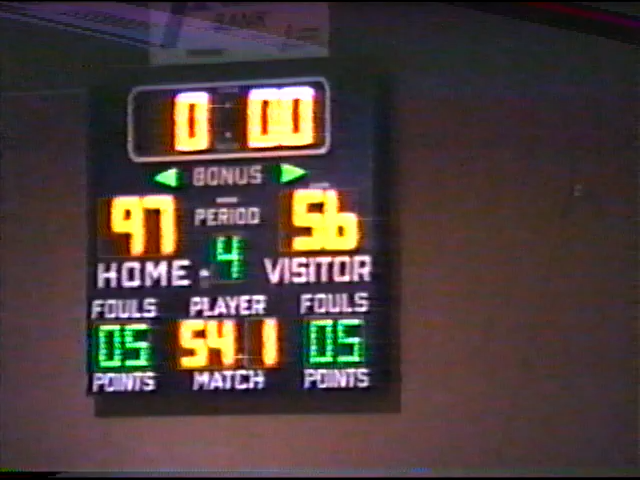 BANK
0:00
BONUS
97 PERIOD 56
4
HOME VISITOR
FOULS PLAYER FOULS
05 54 1 05
POINTS MATCH POINTS